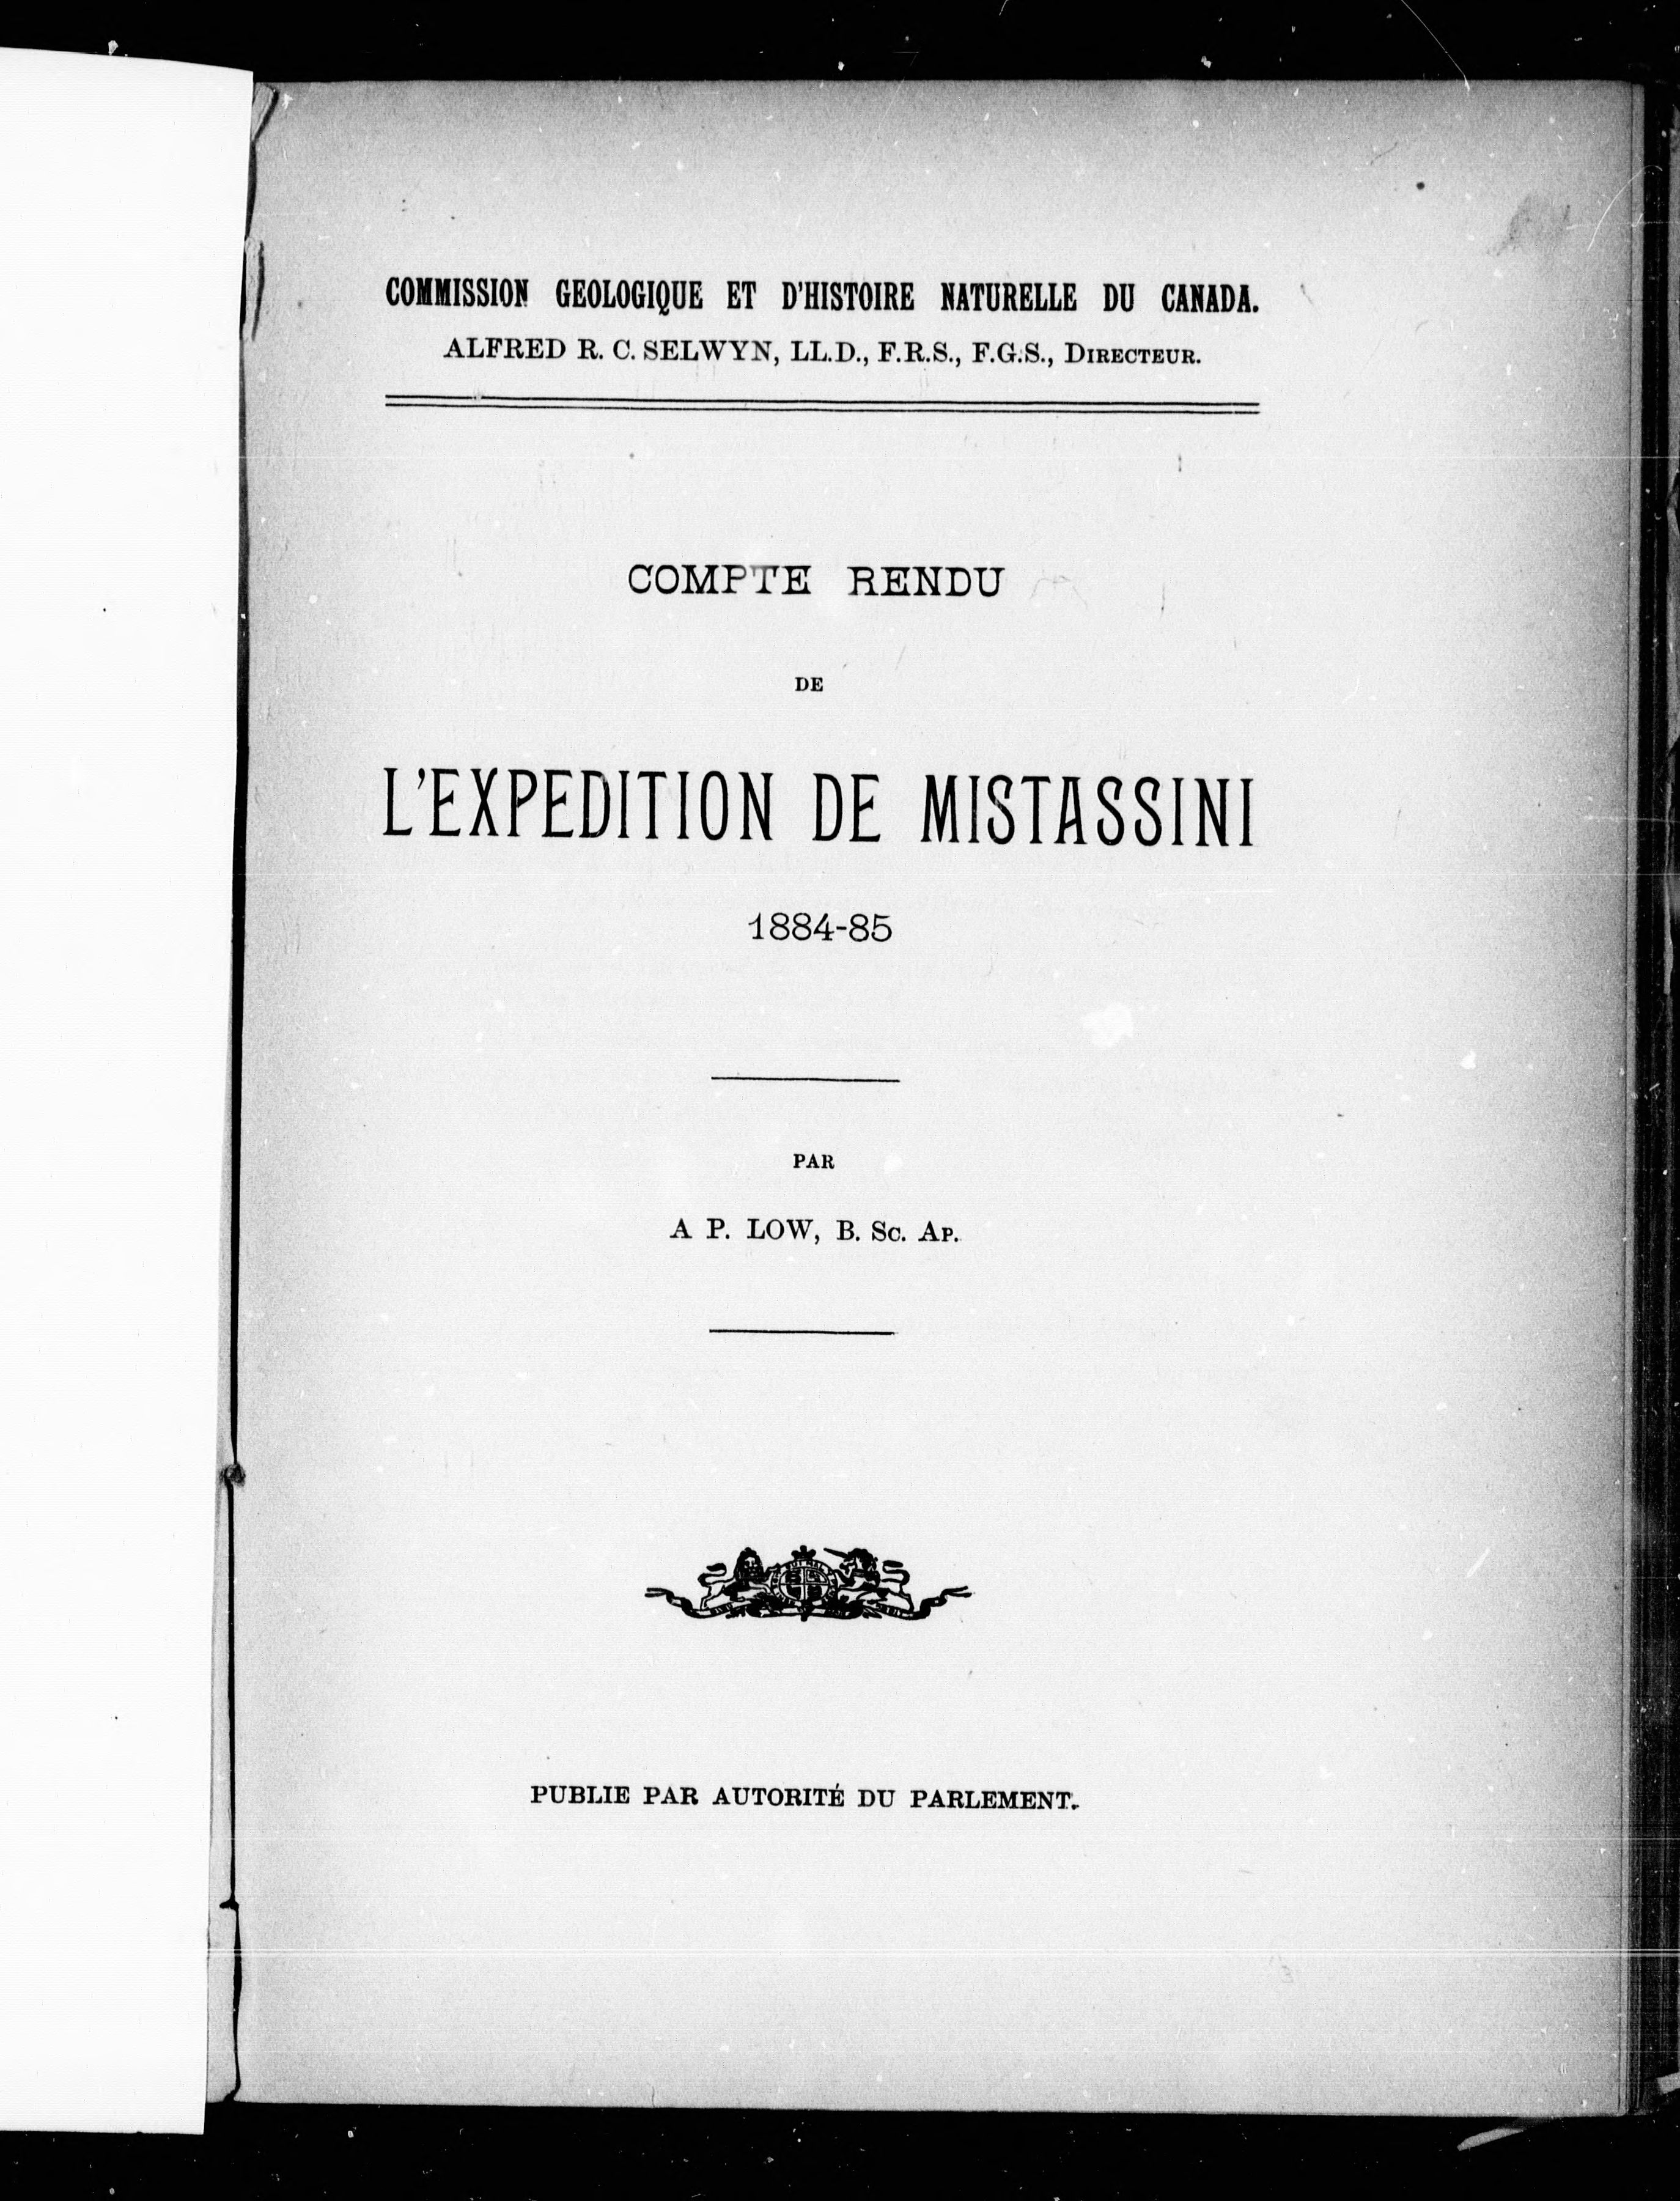 COMMISSION GEOLOGIQUE ET D'HISTOIRE NATURELLE DU CANADA.
ALFRED R. C. SELWYN, LL.D., F.R.S., F.G.S., DIRECTEUR.
COMPTE RENDU
DE
L'EXPEDITION DE MISTASSINI
1884-85
PAR
A P. LOW, B. Sc. AP.
PUBLIE PAR AUTORITÉ DU PARLEMENT.